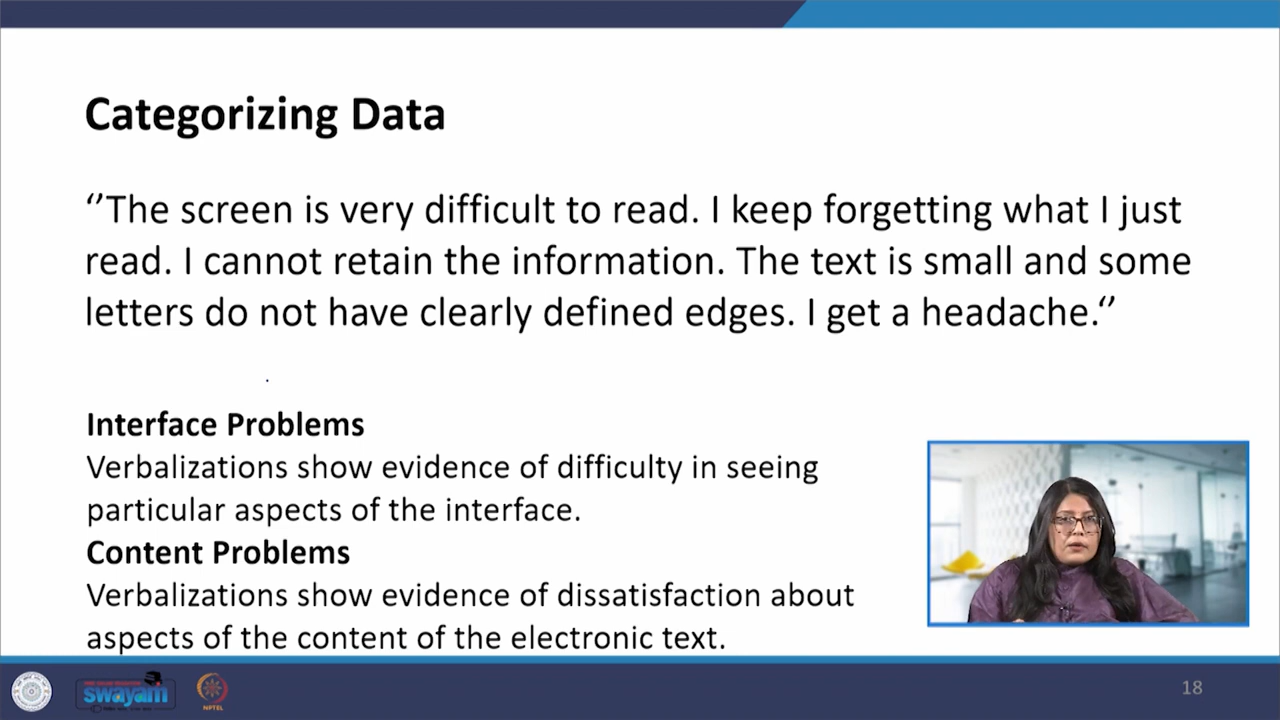 Categorizing Data
‘’The screen is very difficult to read. I keep forgetting what I just
read. I cannot retain the information. The text is small and some
letters do not have clearly defined edges. I get a headache.‘’
Interface Problems
Verbalizations show evidence of difficulty in seeing
particular aspects of the interface.
Content Problems
Verbalizations show evidence of dissatisfaction about
aspects of the content of the electronic text.
swayam
NPTEL
18